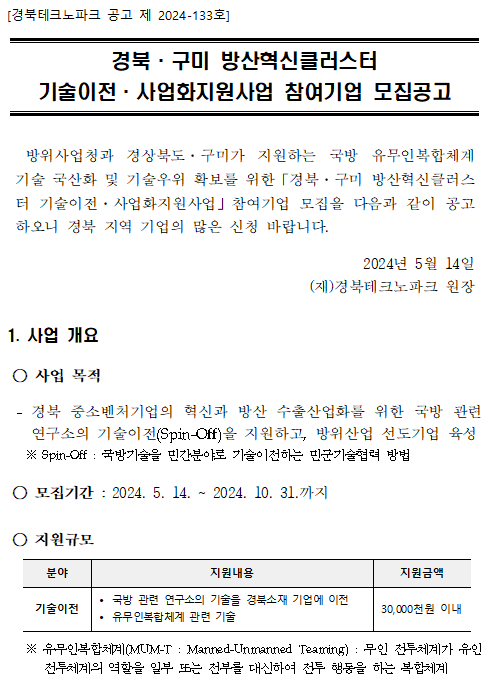 [경북테크노파크 공고 제 2024-133호]
경북 · 구미 방산혁신클러스터
기술이전 · 사업화지원사업 참여기업 모집공고
방위사업청과 경상북도 · 구미가 지원하는 국방 유무인복합체계
기술 국산화 및 기술우위 확보를 위한 「경북 · 구미 방산혁신클러스
터 기술이전 · 사업화지원사업」 참여기업 모집을 다음과 같이 공고
하오니 경북 지역 기업의 많은 신청 바랍니다.
2024년 5월 14일
(재)경북테크노파크 원장
1. 사업 개요
○ 사업 목적
- 경북 중소벤처기업의 혁신과 방산 수출산업화를 위한 국방 관련
연구소의 기술이전(Spin-Off)을 지원하고, 방위산업 선도기업 육성
※ Spin-Off : 국방기술을 민간분야로 기술이전하는 민군기술협력 방법
○ 모집기간 : 2024. 5. 14. ~ 2024. 10. 31.까지
○ 지원규모
분야 지원내용 지원금액
• 국방 관련 연구소의 기술을 경북소재 기업에 이전
기술이전 30,000천원 이내
• 유무인복합체계 관련 기술
※ 유무인복합체계(MUM-T : Manned-Unmanned Teaming) : 무인 전투체계가 유인
전투체계의 역할을 일부 또는 전부를 대신하여 전투 행동을 하는 복합체계